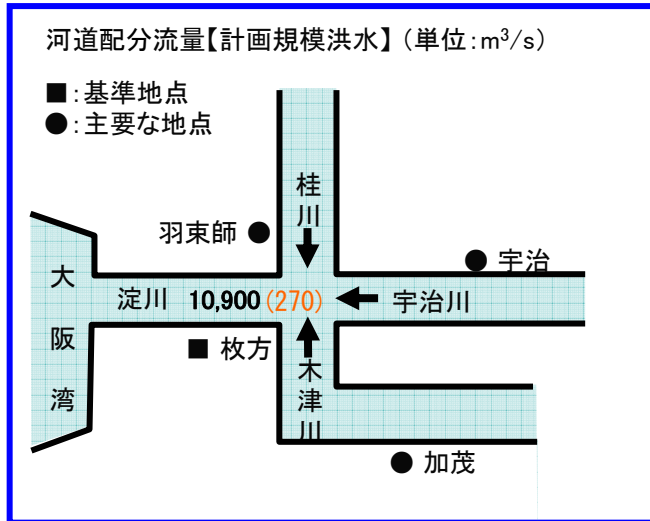 河道配分流量【計画規模洪水】（単位：m³/s）
■：基準地点
●：主要な地点
桂川
羽束師 ●
● 宇治
大阪湾
淀川 10,900 (270)
宇治川
■ 枚方
木津川
● 加茂